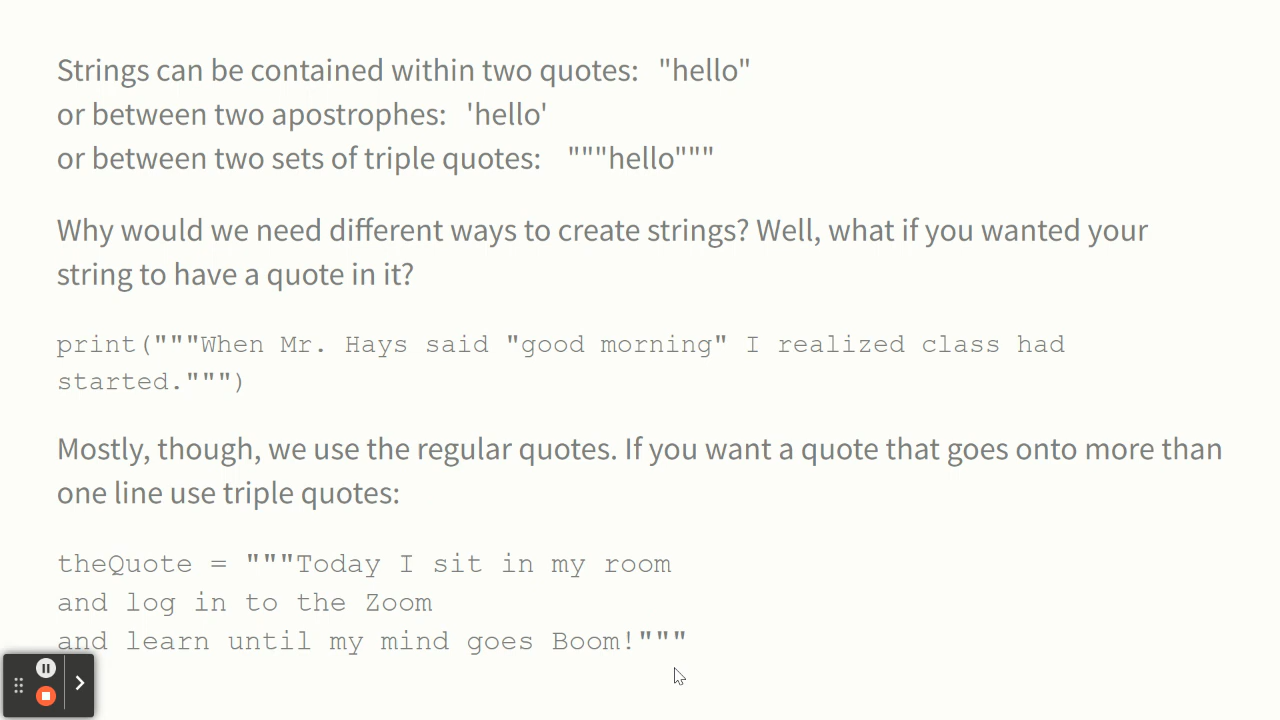 Strings can be contained within two quotes: "hello"
or between two apostrophes: 'hello'
or between two sets of triple quotes: """hello"""
Why would we need different ways to create strings? Well, what if you wanted your
string to have a quote in it?
print("""When Mr. Hays said "good morning" I realized class had
started.""")
Mostly, though, we use the regular quotes. If you want a quote that goes onto more than
one line use triple quotes:
theQuote = """Today I sit in my room
and log in to the Zoom
and learn until my mind goes Boom!"""